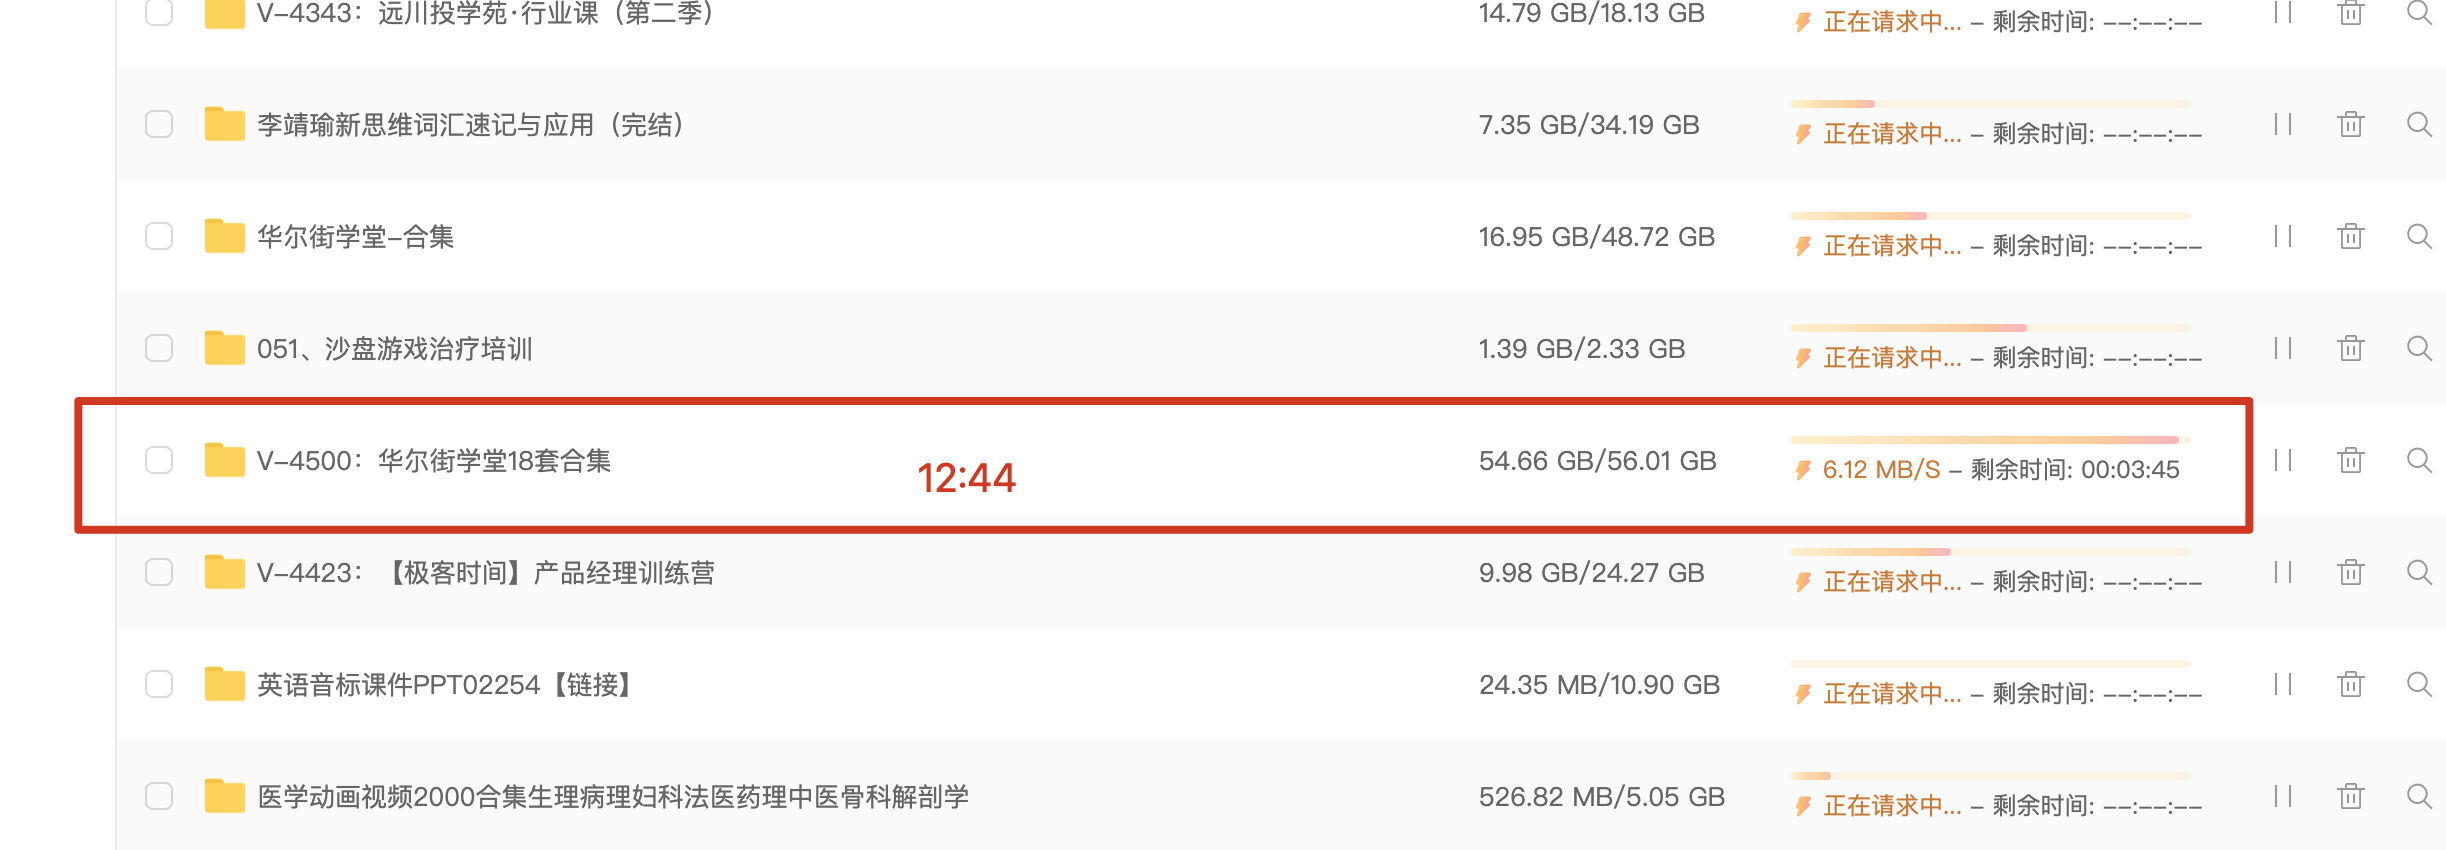 V-4343：远川投学苑·行业课（第二季） 14.79 GB/18.13 GB 正在请求中... - 剩余时间: --:--:--
李靖瑜新思维词汇速记与应用（完结） 7.35 GB/34.19 GB 正在请求中... - 剩余时间: --:--:--
华尔街学堂-合集 16.95 GB/48.72 GB 正在请求中... - 剩余时间: --:--:--
051、沙盘游戏治疗培训 1.39 GB/2.33 GB 正在请求中... - 剩余时间: --:--:--
V-4500：华尔街学堂18套合集 12:44 54.66 GB/56.01 GB 6.12 MB/S - 剩余时间: 00:03:45
V-4423：【极客时间】产品经理训练营 9.98 GB/24.27 GB 正在请求中... - 剩余时间: --:--:--
英语音标课件PPT02254【链接】 24.35 MB/10.90 GB 正在请求中... - 剩余时间: --:--:--
医学动画视频2000合集生理病理妇科法医药理中医骨科解剖学 526.82 MB/5.05 GB 正在请求中... - 剩余时间: --:--:--